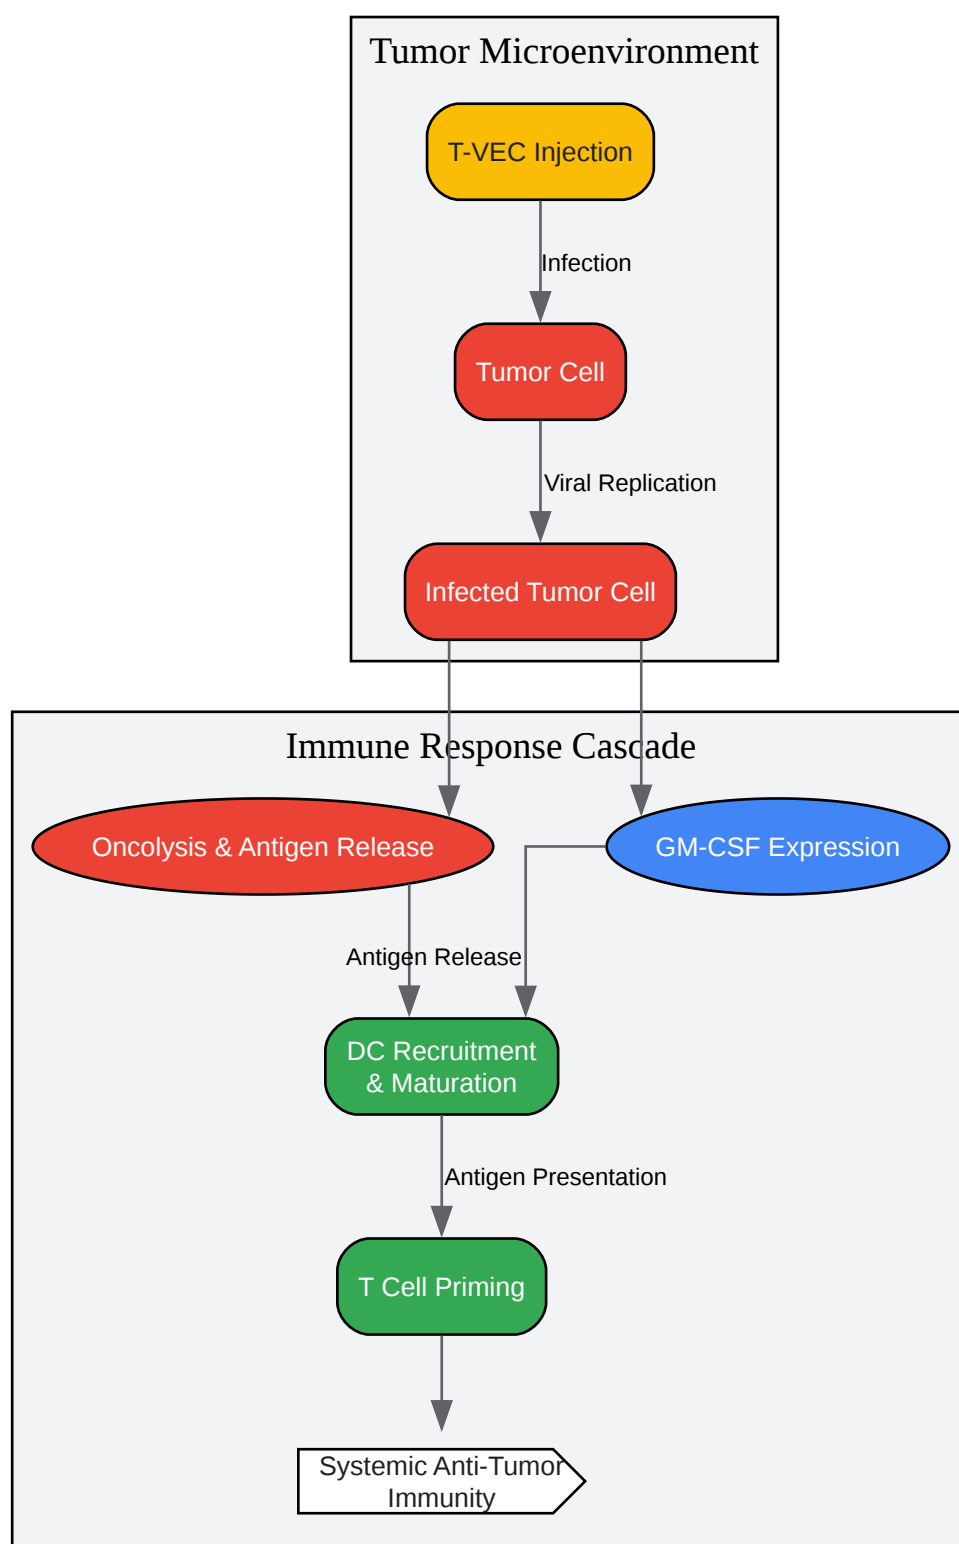 Tumor Microenvironment
T-VEC Injection
Infection
Tumor Cell
Viral Replication
Infected Tumor Cell
Immune Response Cascade
Oncolysis & Antigen Release
GM-CSF Expression
Antigen Release
DC Recruitment
& Maturation
Antigen Presentation
T Cell Priming
Systemic Anti-Tumor
Immunity